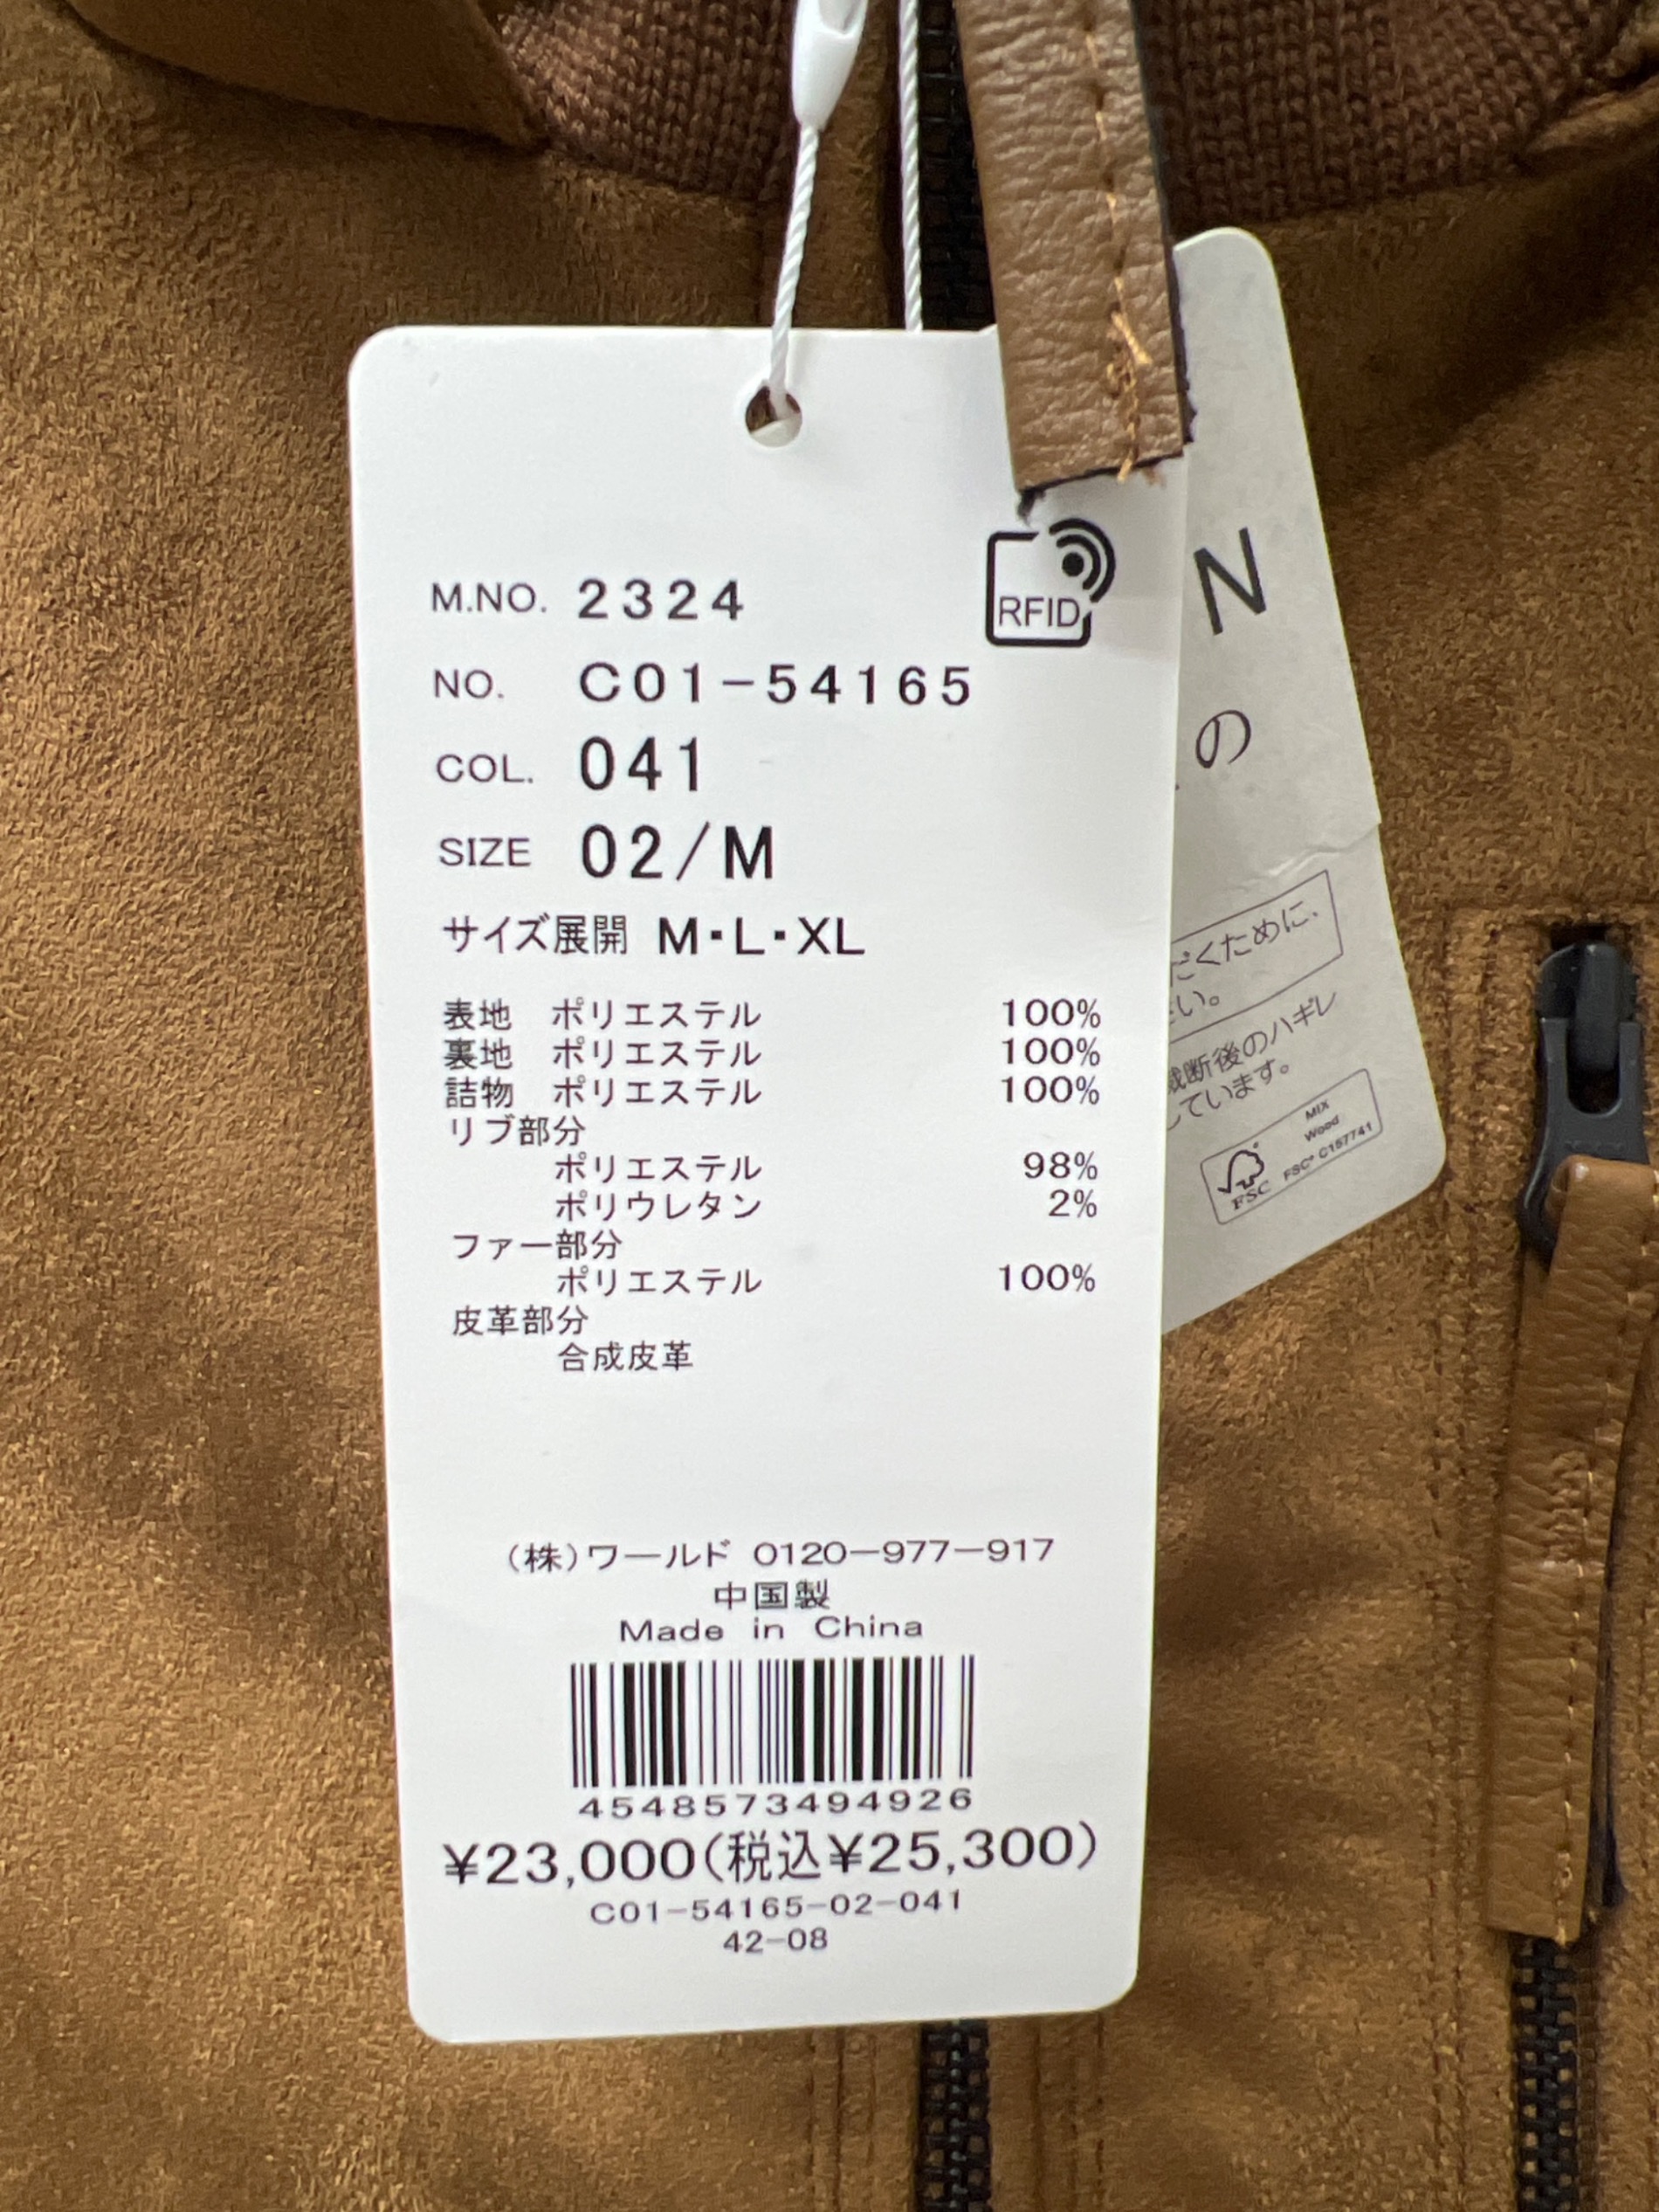 RFID
M.NO. 2324
NO. C01-54165
COL. 041
SIZE 02/M
サイズ展開 M・L・XL
表地 ポリエステル 100%
裏地 ポリエステル 100%
詰物 ポリエステル 100%
リブ部分
ポリエステル 98%
ポリウレタン 2%
ファー部分
ポリエステル 100%
皮革部分
合成皮革
(株)ワールド 0120-977-917
中国製
Made in China
4548573494926
¥23,000(税込¥25,300)
C01-54165-02-041
42-08
N
の
だくために、
さい。
裁断後のハギレ
しています。
MIX
Wood
FSC FSC® C157741